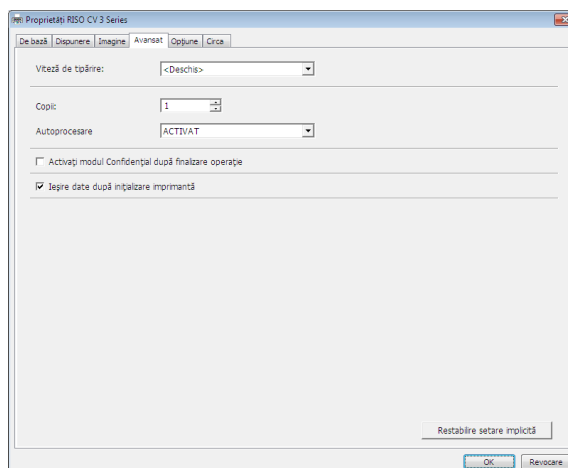 Proprietăți RISO CV 3 Series
De bază Dispunere Imagine Avansat Opțiune Circa
Viteză de tipărire: <Deschis>
Copii: 1
Autoprocesare ACTIVAT
Activați modul Confidențial după finalizare operație
Ieșire date după inițializare imprimantă
Restabilire setare implicită
OK Revocare